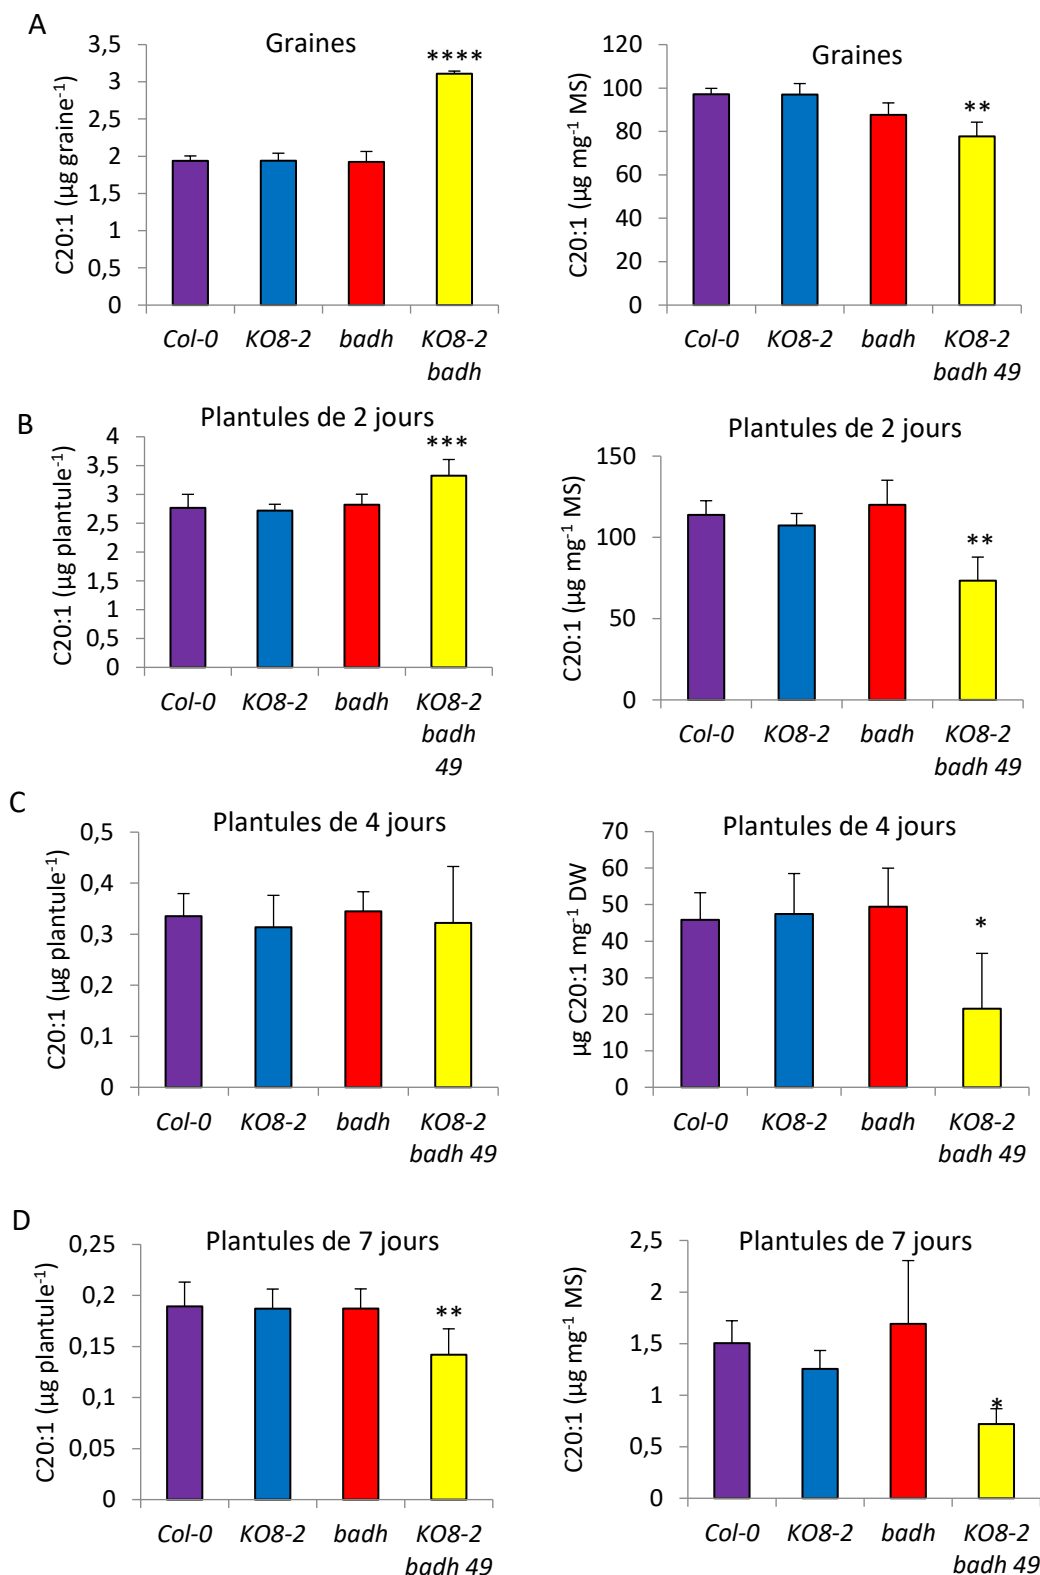 A
Graines
C20:1 (µg graine⁻¹)
3,5
3
2,5
2
1,5
1
0,5
0
****
Col-0 KO8-2 badh KO8-2
badh
Graines
C20:1 (µg mg⁻¹ MS)
120
100
80
60
40
20
0
**
Col-0 KO8-2 badh KO8-2
badh 49
B
Plantules de 2 jours
C20:1 (µg plantule⁻¹)
4
3,5
3
2,5
2
1,5
1
0,5
0
***
Col-0 KO8-2 badh KO8-2
badh
49
Plantules de 2 jours
C20:1 (µg mg⁻¹ MS)
150
100
50
0
**
Col-0 KO8-2 badh KO8-2
badh 49
C
Plantules de 4 jours
C20:1 (µg plantule⁻¹)
0,5
0,4
0,3
0,2
0,1
0
Col-0 KO8-2 badh KO8-2
badh 49
Plantules de 4 jours
µg C20:1 mg⁻¹ DW
70
60
50
40
30
20
10
0
*
Col-0 KO8-2 badh KO8-2
badh 49
D
Plantules de 7 jours
C20:1 (µg plantule⁻¹)
0,25
0,2
0,15
0,1
0,05
0
**
Col-0 KO8-2 badh KO8-2
badh 49
Plantules de 7 jours
C20:1 (µg mg⁻¹ MS)
2,5
2
1,5
1
0,5
0
*
Col-0 KO8-2 badh KO8-2
badh 49